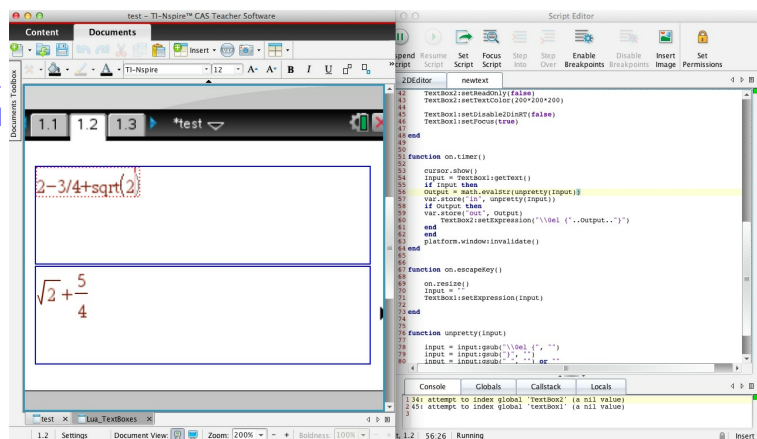 test - TI-Nspire™ CAS Teacher Software
Content Documents
Insert
TI-Nspire 12 A- A+ B I U
Documents Toolbox
1.1 1.2 1.3 *test
2-3/4+sqrt(2)
√2+5/4
test Lua_TextBoxes
1.2 Settings Document View: Zoom: 200% - + Boldness: 100% - +
Script Editor
spend Script
Resume Script
Set Script
Focus Script
Step Into
Step Over
Enable Breakpoints
Disable Breakpoints
Insert Image
Set Permissions
2DEditor newtext
42 TextBox2:setReadOnly(false)
43 TextBox2:setTextColor(200*200*200)
44
45 TextBox1:setDisable2DinRT(false)
46 TextBox1:setFocus(true)
47
48 end
49
50
51 function on.timer()
52
53 cursor.show()
54 Input = TextBox1:getText()
55 if Input then
56 Output = math.evalStr(unpretty(Input))
57 var.store("in", unpretty(Input))
58 if Output then
59 var.store("out", Output)
60 TextBox2:setExpression("\\0el {"..Output.."}")
61 end
62 end
63 platform.window:invalidate()
64 end
65
66
67 function on.escapeKey()
68
69 on.resize()
70 Input = ""
71 TextBox1:setExpression(Input)
72
73 end
74
75
76 function unpretty(input)
77
78 input = input:gsub("\\0el {", "")
79 input = input:gsub("}", "")
80 input = input:gsub(" ", "") or ""
Console Globals Callstack Locals
1 34: attempt to index global 'TextBox2' (a nil value)
2 45: attempt to index global 'textBox1' (a nil value)
3
t, 1.2 56:26 Running Insert